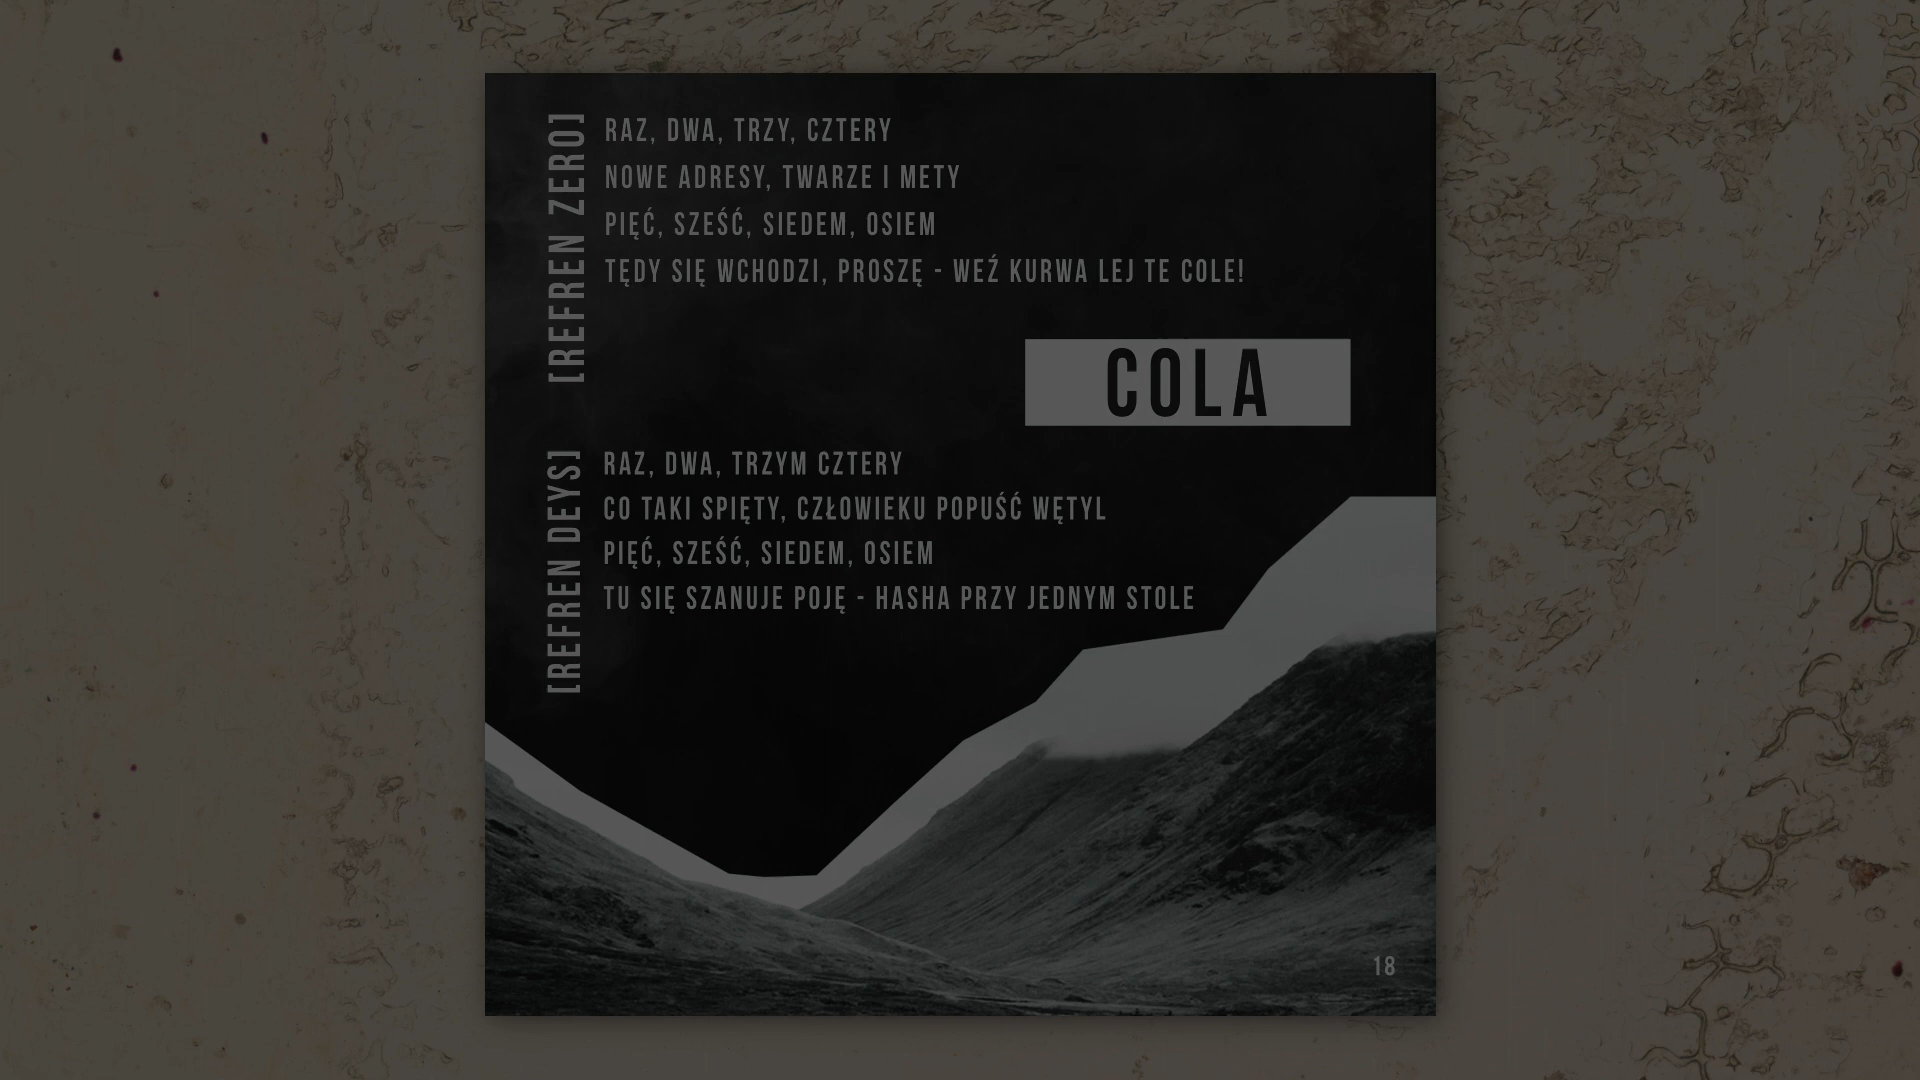 [REFREN ZERO]
RAZ, DWA, TRZY, CZTERY
NOWE ADRESY, TWARZE I METY
PIĘĆ, SZEŚĆ, SIEDEM, OSIEM
TĘDY SIĘ WCHODZI, PROSZĘ - WEŹ KURWA LEJ TE COLE!
COLA
[REFREN DEYS]
RAZ, DWA, TRZYM CZTERY
CO TAKI SPIĘTY, CZŁOWIEKU POPUŚĆ WĘTYL
PIĘĆ, SZEŚĆ, SIEDEM, OSIEM
TU SIĘ SZANUJE POJĘ - HASHA PRZY JEDNYM STOLE
18